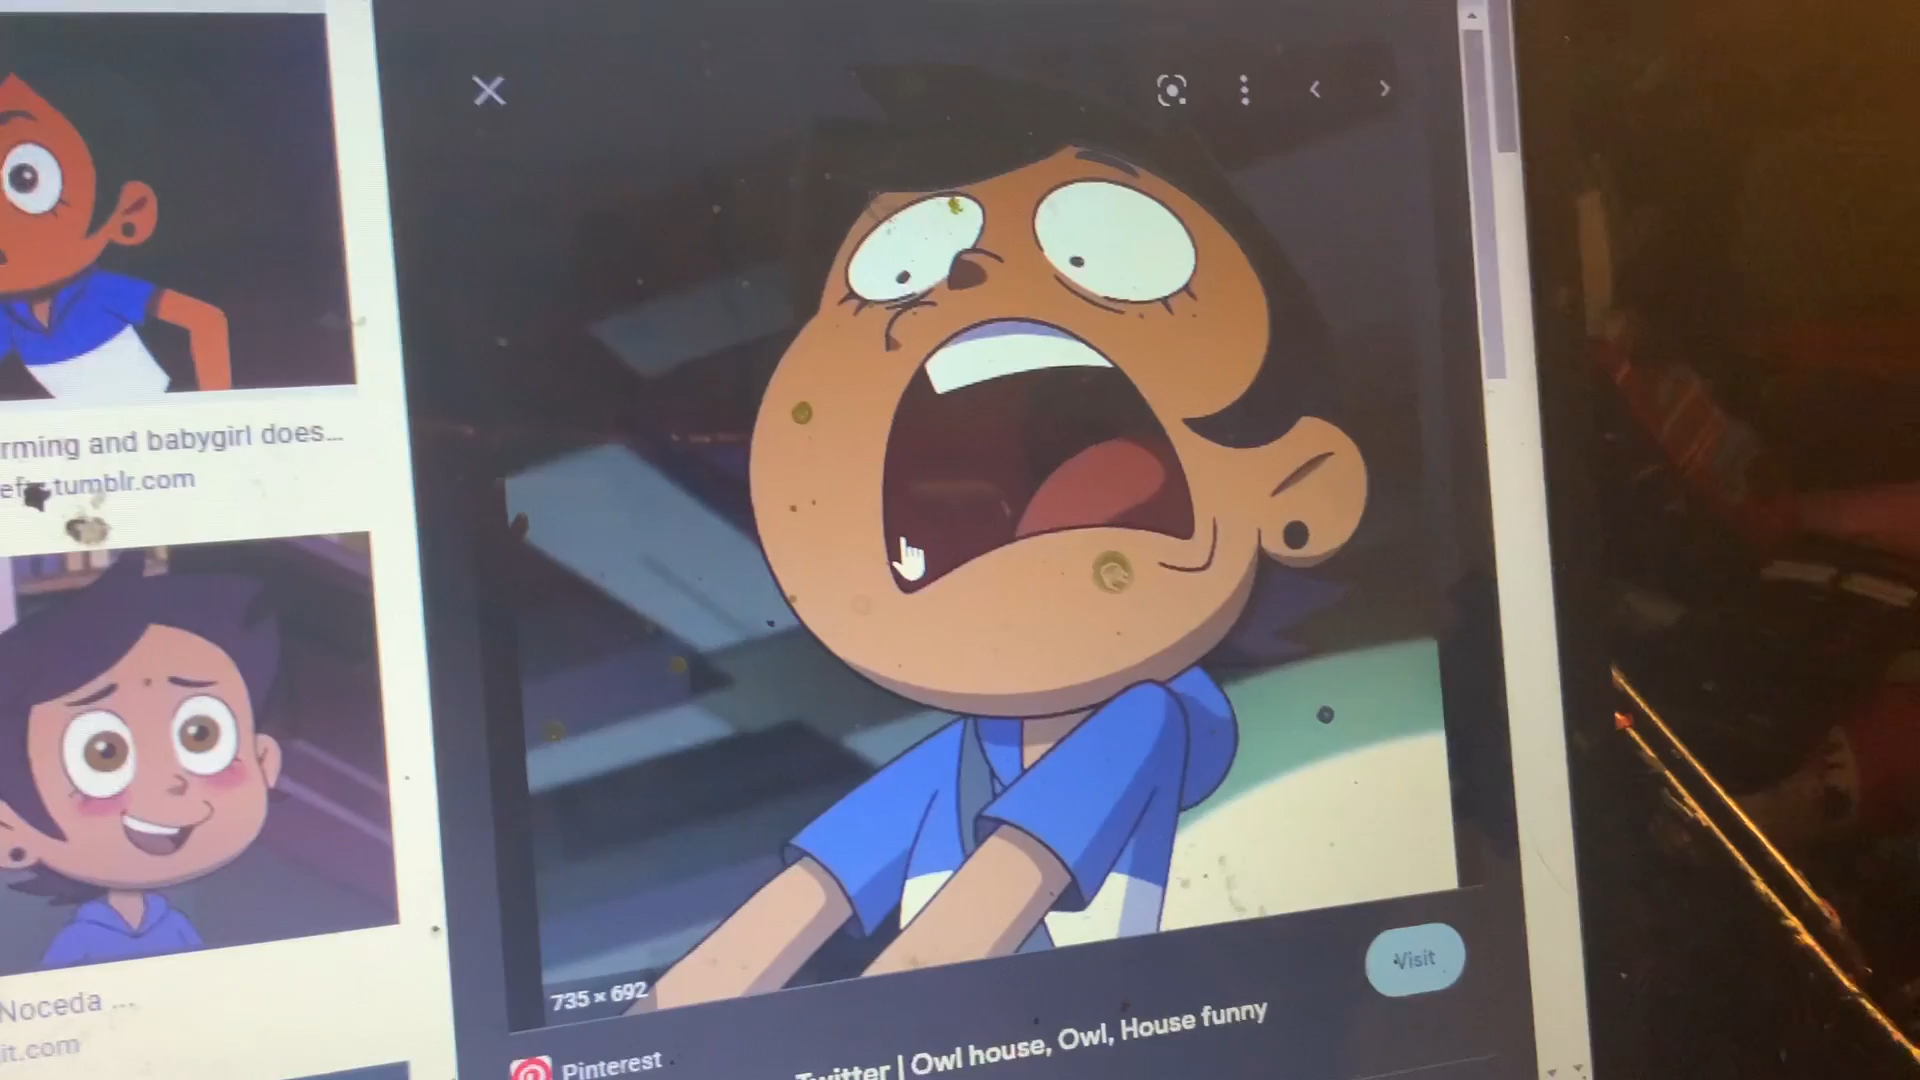 rming and babygirl does...
tumblr.com
Noceda ...
it.com
735 × 692
Visit
Pinterest
Twitter | Owl house, Owl, House funny